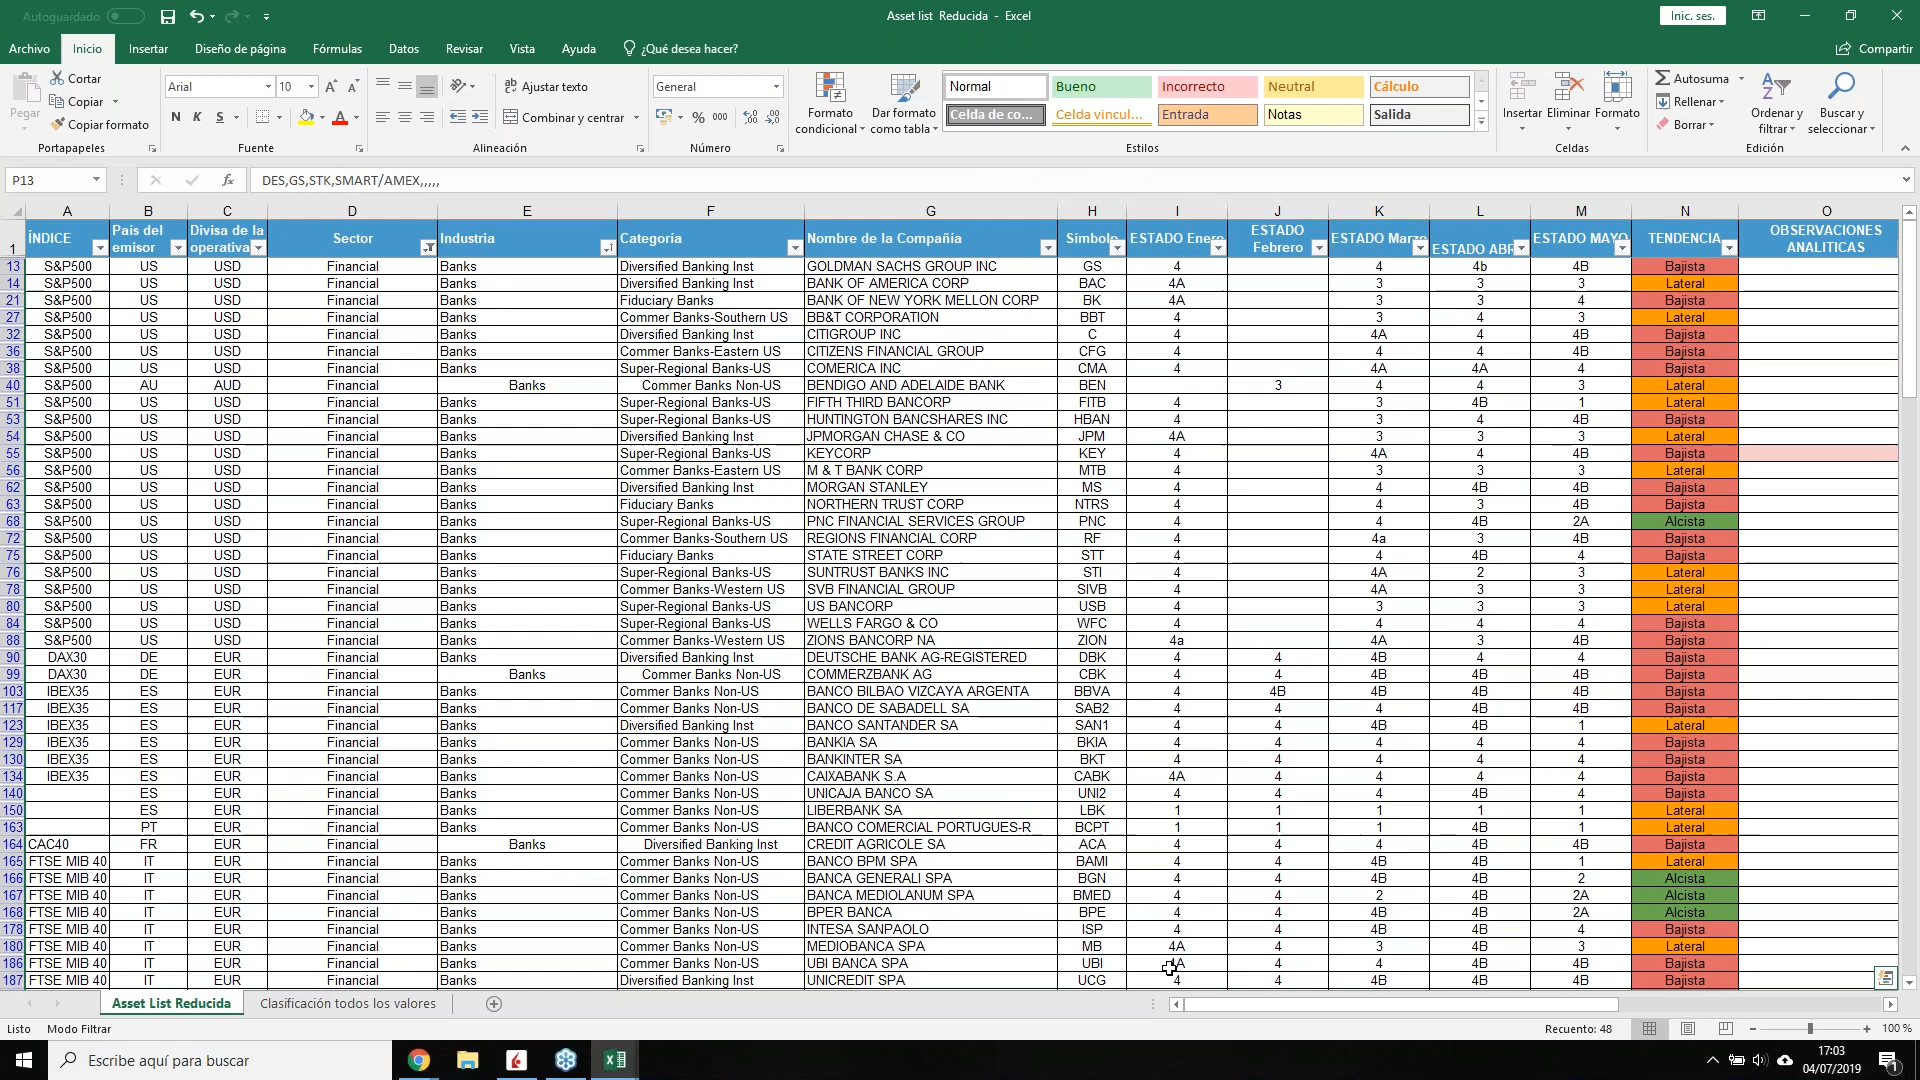 Autoguardado
Asset list Reducida - Excel
Inic. ses.
Archivo Inicio Insertar Diseño de página Fórmulas Datos Revisar Vista Ayuda ¿Qué desea hacer? Compartir
Pegar Cortar Copiar Copiar formato
Arial 10 N K S
Ajustar texto
Combinar y centrar
General
% 000
Formato condicional
Dar formato como tabla
Normal Bueno Incorrecto Neutral Cálculo
Celda de co... Celda vincul... Entrada Notas Salida
Insertar Eliminar Formato
Autosuma
Rellenar
Borrar
Ordenar y filtrar
Buscar y seleccionar
Portapapeles Fuente Alineación Número Estilos Celdas Edición
P13 fx DES,GS,STK,SMART/AMEX,,,,,
A B C D E F G H I J K L M N O
1 ÍNDICE País del emisor Divisa de la operativa Sector Industria Categoría Nombre de la Compañia Símbolo ESTADO Enero ESTADO Febrero ESTADO Marzo ESTADO ABR ESTADO MAYO TENDENCIA OBSERVACIONES ANALITICAS
13 S&P500 US USD Financial Banks Diversified Banking Inst GOLDMAN SACHS GROUP INC GS 4 4 4b 4B Bajista
14 S&P500 US USD Financial Banks Diversified Banking Inst BANK OF AMERICA CORP BAC 4A 3 3 3 Lateral
21 S&P500 US USD Financial Banks Fiduciary Banks BANK OF NEW YORK MELLON CORP BK 4A 3 3 4 Bajista
27 S&P500 US USD Financial Banks Commer Banks-Southern US BB&T CORPORATION BBT 4 3 4 3 Lateral
32 S&P500 US USD Financial Banks Diversified Banking Inst CITIGROUP INC C 4 4A 4 4B Bajista
36 S&P500 US USD Financial Banks Commer Banks-Eastern US CITIZENS FINANCIAL GROUP CFG 4 4 4 4B Bajista
38 S&P500 US USD Financial Banks Super-Regional Banks-US COMERICA INC CMA 4 4A 4A 4 Bajista
40 S&P500 AU AUD Financial Banks Commer Banks Non-US BENDIGO AND ADELAIDE BANK BEN 3 4 4 3 Lateral
51 S&P500 US USD Financial Banks Super-Regional Banks-US FIFTH THIRD BANCORP FITB 4 3 4B 1 Lateral
53 S&P500 US USD Financial Banks Super-Regional Banks-US HUNTINGTON BANCSHARES INC HBAN 4 3 4 4B Bajista
54 S&P500 US USD Financial Banks Diversified Banking Inst JPMORGAN CHASE & CO JPM 4A 3 3 3 Lateral
55 S&P500 US USD Financial Banks Super-Regional Banks-US KEYCORP KEY 4 4A 4 4B Bajista
56 S&P500 US USD Financial Banks Commer Banks-Eastern US M & T BANK CORP MTB 4 3 3 3 Lateral
62 S&P500 US USD Financial Banks Diversified Banking Inst MORGAN STANLEY MS 4 4 4B 4B Bajista
63 S&P500 US USD Financial Banks Fiduciary Banks NORTHERN TRUST CORP NTRS 4 4 3 4B Bajista
68 S&P500 US USD Financial Banks Super-Regional Banks-US PNC FINANCIAL SERVICES GROUP PNC 4 4 4B 2A Alcista
72 S&P500 US USD Financial Banks Commer Banks-Southern US REGIONS FINANCIAL CORP RF 4 4a 3 4B Bajista
75 S&P500 US USD Financial Banks Fiduciary Banks STATE STREET CORP STT 4 4 4B 4 Bajista
76 S&P500 US USD Financial Banks Super-Regional Banks-US SUNTRUST BANKS INC STI 4 4A 2 3 Lateral
78 S&P500 US USD Financial Banks Commer Banks-Western US SVB FINANCIAL GROUP SIVB 4 4A 3 3 Lateral
80 S&P500 US USD Financial Banks Super-Regional Banks-US US BANCORP USB 4 3 3 3 Lateral
84 S&P500 US USD Financial Banks Super-Regional Banks-US WELLS FARGO & CO WFC 4 4 4 4 Bajista
88 S&P500 US USD Financial Banks Commer Banks-Western US ZIONS BANCORP NA ZION 4a 4A 3 4B Bajista
90 DAX30 DE EUR Financial Banks Diversified Banking Inst DEUTSCHE BANK AG-REGISTERED DBK 4 4 4B 4 4 Bajista
99 DAX30 DE EUR Financial Banks Commer Banks Non-US COMMERZBANK AG CBK 4 4 4B 4B 4B Bajista
103 IBEX35 ES EUR Financial Banks Commer Banks Non-US BANCO BILBAO VIZCAYA ARGENTA BBVA 4 4B 4B 4B 4B Bajista
117 IBEX35 ES EUR Financial Banks Commer Banks Non-US BANCO DE SABADELL SA SAB2 4 4 4 4B 4B Bajista
123 IBEX35 ES EUR Financial Banks Diversified Banking Inst BANCO SANTANDER SA SAN1 4 4 4B 4B 1 Lateral
129 IBEX35 ES EUR Financial Banks Commer Banks Non-US BANKIA SA BKIA 4 4 4 4 4 Bajista
130 IBEX35 ES EUR Financial Banks Commer Banks Non-US BANKINTER SA BKT 4 4 4 4 4 Bajista
134 IBEX35 ES EUR Financial Banks Commer Banks Non-US CAIXABANK S.A CABK 4A 4 4 4 4 Bajista
140 ES EUR Financial Banks Commer Banks Non-US UNICAJA BANCO SA UNI2 4 4 4 4B 4 Bajista
150 ES EUR Financial Banks Commer Banks Non-US LIBERBANK SA LBK 1 1 1 1 1 Lateral
163 PT EUR Financial Banks Commer Banks Non-US BANCO COMERCIAL PORTUGUES-R BCPT 1 1 1 4B 1 Lateral
164 CAC40 FR EUR Financial Banks Diversified Banking Inst CREDIT AGRICOLE SA ACA 4 4 4 4B 4B Bajista
165 FTSE MIB 40 IT EUR Financial Banks Commer Banks Non-US BANCO BPM SPA BAMI 4 4 4B 4B 1 Lateral
166 FTSE MIB 40 IT EUR Financial Banks Commer Banks Non-US BANCA GENERALI SPA BGN 4 4 4B 4B 2 Alcista
167 FTSE MIB 40 IT EUR Financial Banks Commer Banks Non-US BANCA MEDIOLANUM SPA BMED 4 4 2 4B 2A Alcista
168 FTSE MIB 40 IT EUR Financial Banks Commer Banks Non-US BPER BANCA BPE 4 4 4B 4B 2A Alcista
178 FTSE MIB 40 IT EUR Financial Banks Commer Banks Non-US INTESA SANPAOLO ISP 4 4 4B 4B 4 Bajista
180 FTSE MIB 40 IT EUR Financial Banks Commer Banks Non-US MEDIOBANCA SPA MB 4A 4 3 4B 3 Lateral
186 FTSE MIB 40 IT EUR Financial Banks Commer Banks Non-US UBI BANCA SPA UBI 4 4 4B 4B Bajista
187 FTSE MIB 40 IT EUR Financial Banks Diversified Banking Inst UNICREDIT SPA UCG 4 4 4B 4B 4B Bajista
Asset List Reducida Clasificación todos los valores
Listo Modo Filtrar Recuento: 48 100 %
Escribe aquí para buscar
17:03
04/07/2019
1